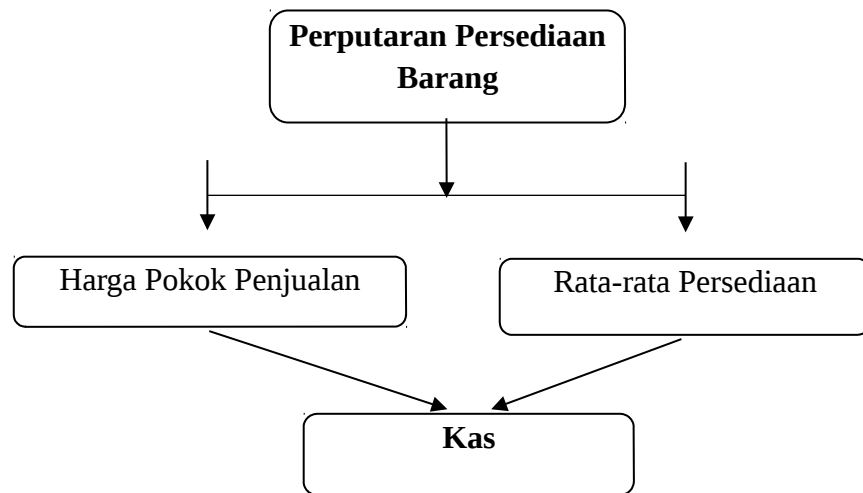 Perputaran Persediaan
Barang
Harga Pokok Penjualan
Rata-rata Persediaan
Kas